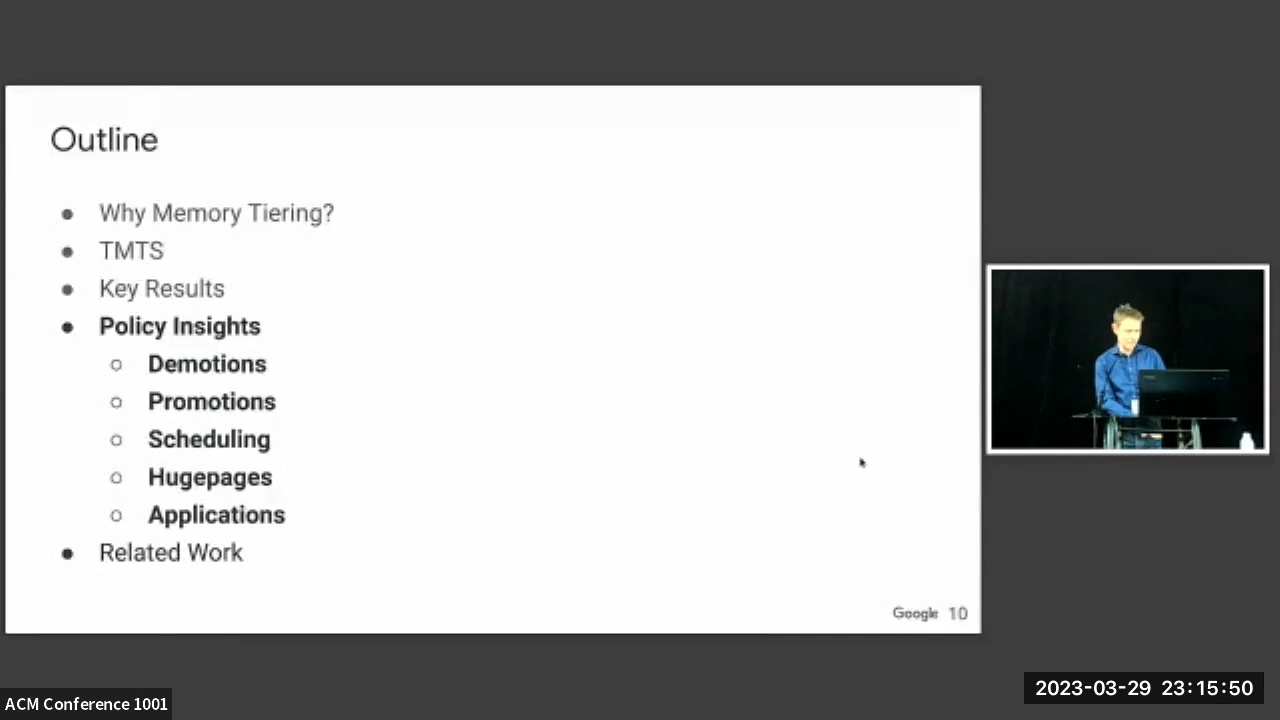 Outline
● Why Memory Tiering?
● TMTS
● Key Results
● Policy Insights
○ Demotions
○ Promotions
○ Scheduling
○ Hugepages
○ Applications
● Related Work
Google 10
ACM Conference 1001
2023-03-29 23:15:50